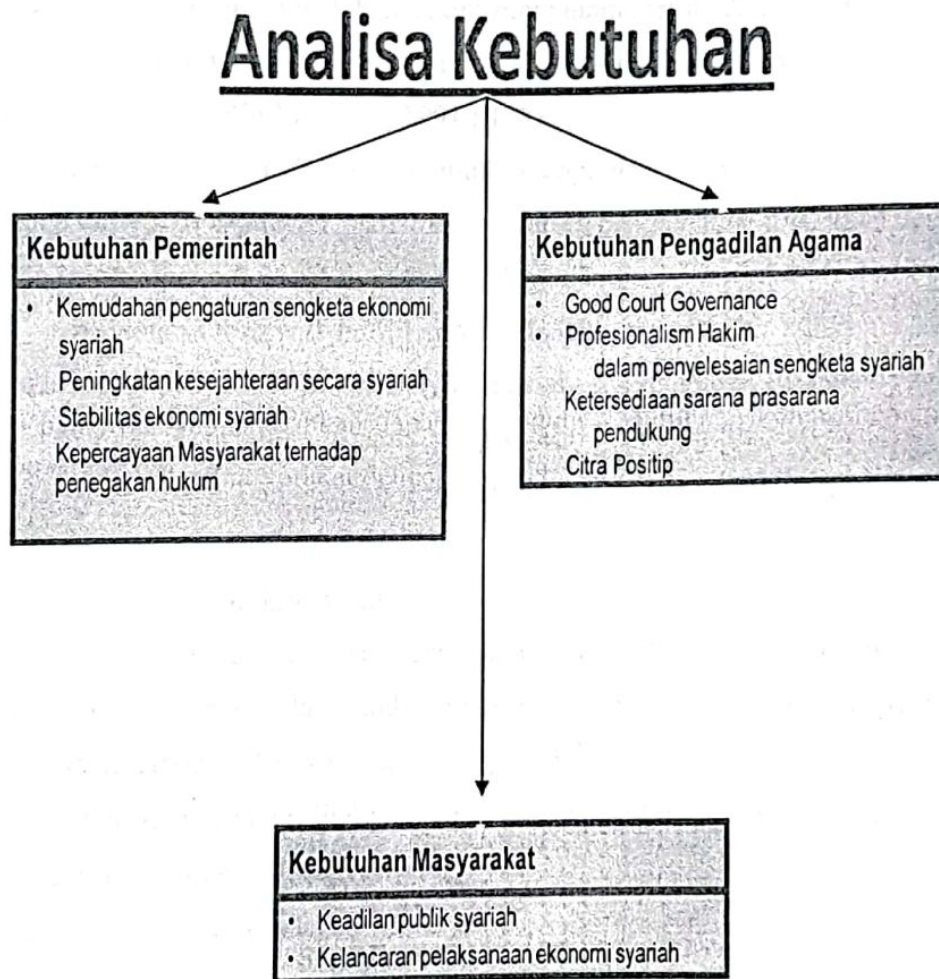 Analisa Kebutuhan
Kebutuhan Pemerintah
• Kemudahan pengaturan sengketa ekonomi
syariah
Peningkatan kesejahteraan secara syariah
Stabilitas ekonomi syariah
Kepercayaan Masyarakat terhadap
penegakan hukum
Kebutuhan Pengadilan Agama
• Good Court Governance
• Profesionalism Hakim
dalam penyelesaian sengketa syariah
Ketersediaan sarana prasarana
pendukung
Citra Positip
Kebutuhan Masyarakat
• Keadilan publik syariah
• Kelancaran pelaksanaan ekonomi syariah